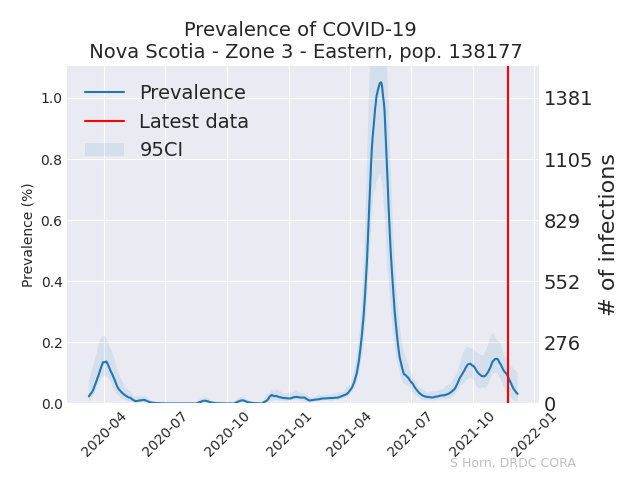 Prevalence of COVID-19
Nova Scotia - Zone 3 - Eastern, pop. 138177
Prevalence
Latest data
95CI
Prevalence (%)
1.0
0.8
0.6
0.4
0.2
0.0
1381
1105
829
552
276
0
# of infections
2020-04
2020-07
2020-10
2021-01
2021-04
2021-07
2021-10
2022-01
S Horn, DRDC CORA